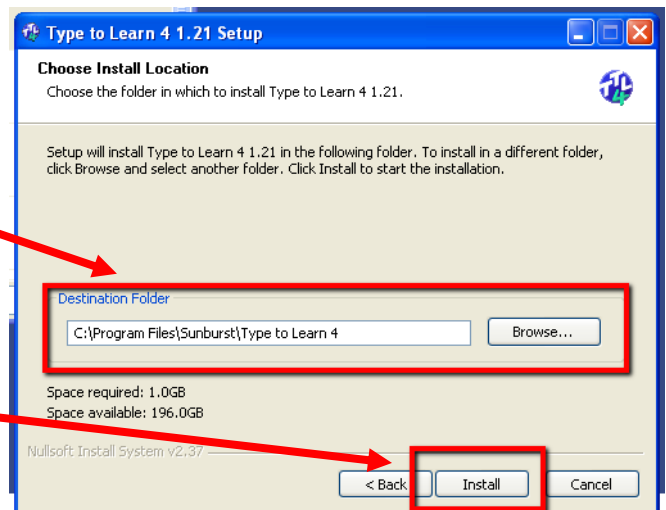 Type to Learn 4 1.21 Setup
Choose Install Location
Choose the folder in which to install Type to Learn 4 1.21.
TTL
4
Setup will install Type to Learn 4 1.21 in the following folder. To install in a different folder,
click Browse and select another folder. Click Install to start the installation.
Destination Folder
C:\Program Files\Sunburst\Type to Learn 4
Browse...
Space required: 1.0GB
Space available: 196.0GB
Nullsoft Install System v2.37
< Back
Install
Cancel